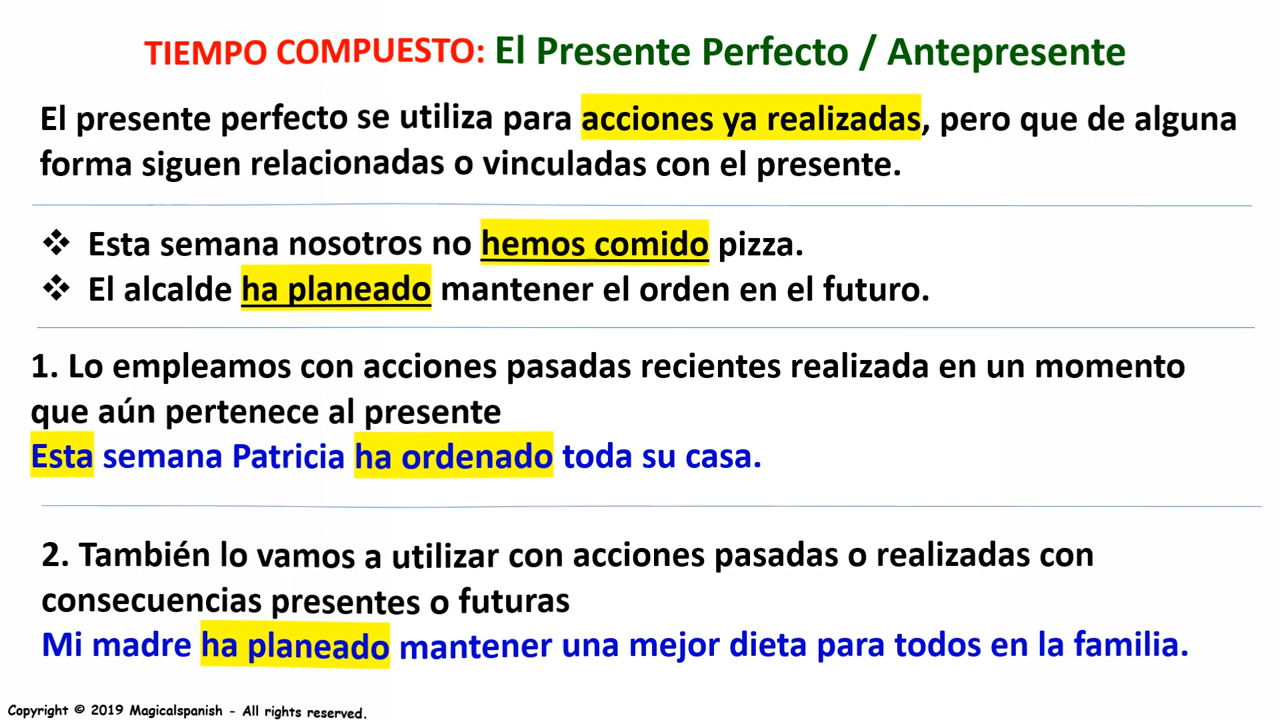 TIEMPO COMPUESTO: El Presente Perfecto / Antepresente
El presente perfecto se utiliza para acciones ya realizadas, pero que de alguna
forma siguen relacionadas o vinculadas con el presente.
❖ Esta semana nosotros no hemos comido pizza.
❖ El alcalde ha planeado mantener el orden en el futuro.
1. Lo empleamos con acciones pasadas recientes realizada en un momento
que aún pertenece al presente
Esta semana Patricia ha ordenado toda su casa.
2. También lo vamos a utilizar con acciones pasadas o realizadas con
consecuencias presentes o futuras
Mi madre ha planeado mantener una mejor dieta para todos en la familia.
Copyright © 2019 Magicalspanish - All rights reserved.